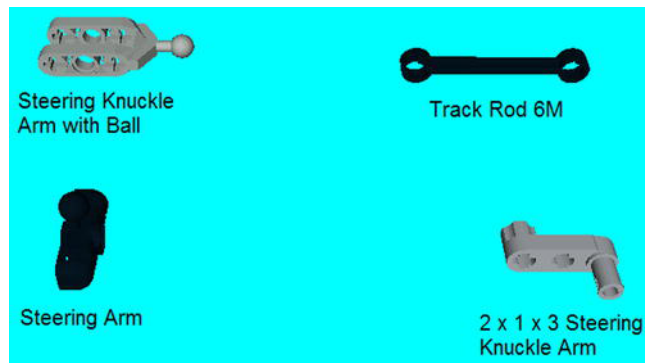 Steering Knuckle
Arm with Ball
Track Rod 6M
Steering Arm
2 x 1 x 3 Steering
Knuckle Arm